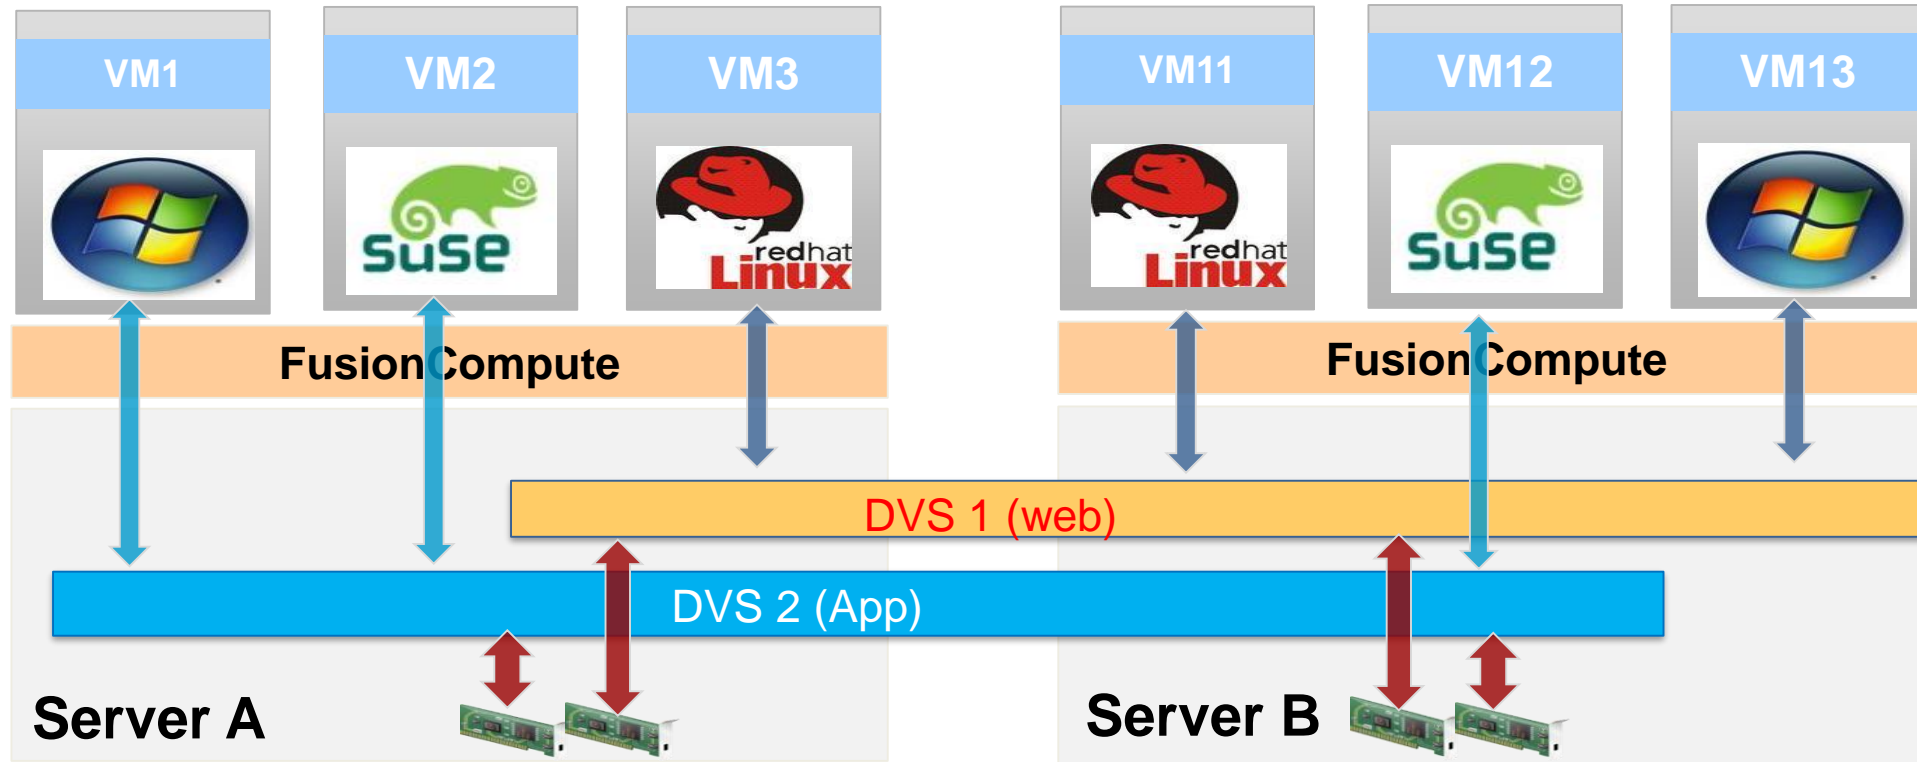 VM1
VM2
VM3
VM11
VM12
VM13
suse
redhat
Linux
redhat
Linux
suse
FusionCompute
FusionCompute
DVS 1 (web)
DVS 2 (App)
Server A
Server B